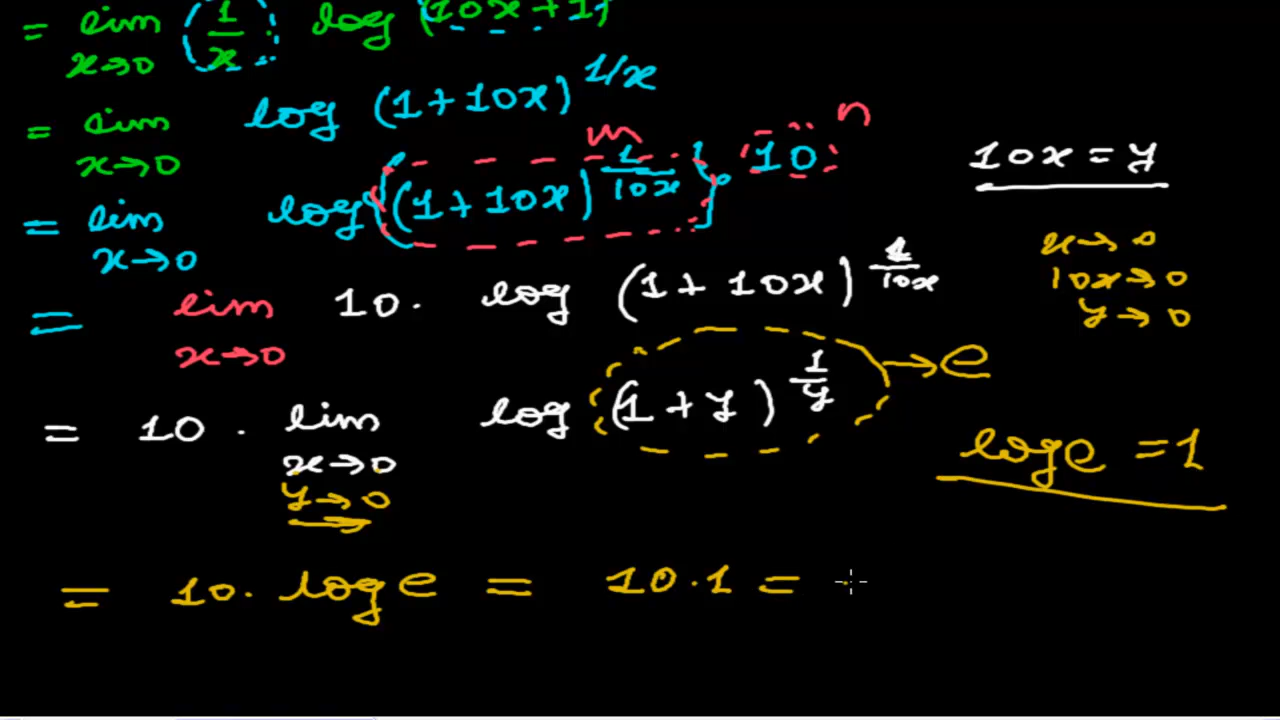 = lim (1/x) · log (10x+1)
x→0
= lim log (1+10x)^1/x
x→0
m n
= lim log {(1+10x)^1/10x}.10
x→0
10x = y
x→0
10x→0
y→0
= lim 10· log (1+10x)^1/10x
x→0
= 10 · lim log (1+y)^1/y → e
x→0
y→0
log e = 1
= 10· log e = 10·1 =